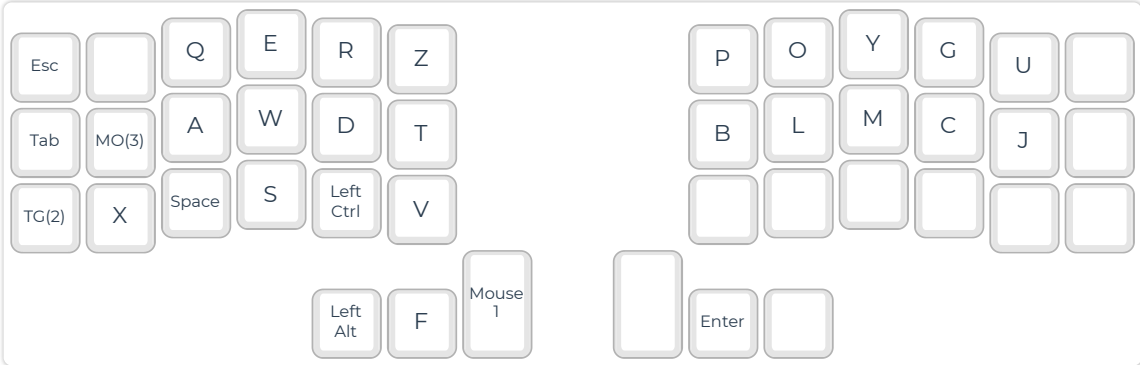 Esc Q E R Z P O Y G U
Tab MO(3) A W D T B L M C J
TG(2) X Space S Left Ctrl V
Left Alt F Mouse 1 Enter